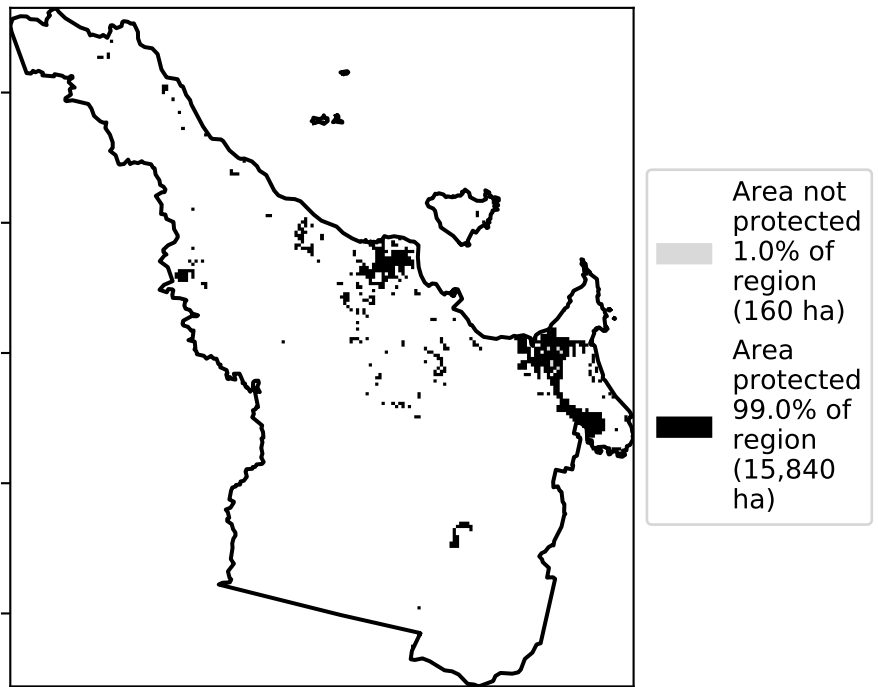 Area not
protected
1.0% of
region
(160 ha)
Area
protected
99.0% of
region
(15,840
ha)